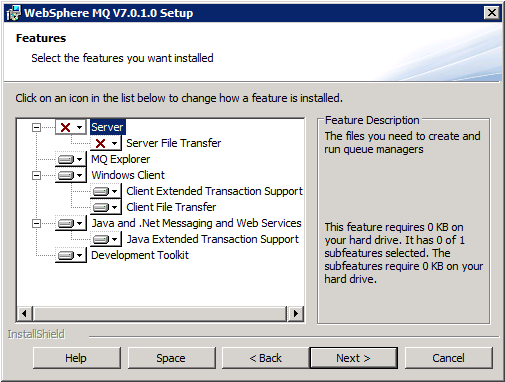 WebSphere MQ V7.0.1.0 Setup
Features
Select the features you want installed
Click on an icon in the list below to change how a feature is installed.
Server
Server File Transfer
MQ Explorer
Windows Client
Client Extended Transaction Support
Client File Transfer
Java and .Net Messaging and Web Services
Java Extended Transaction Support
Development Toolkit
Feature Description
The files you need to create and
run queue managers
This feature requires 0 KB on
your hard drive. It has 0 of 1
subfeatures selected. The
subfeatures require 0 KB on your
hard drive.
InstallShield
Help
Space
< Back
Next >
Cancel